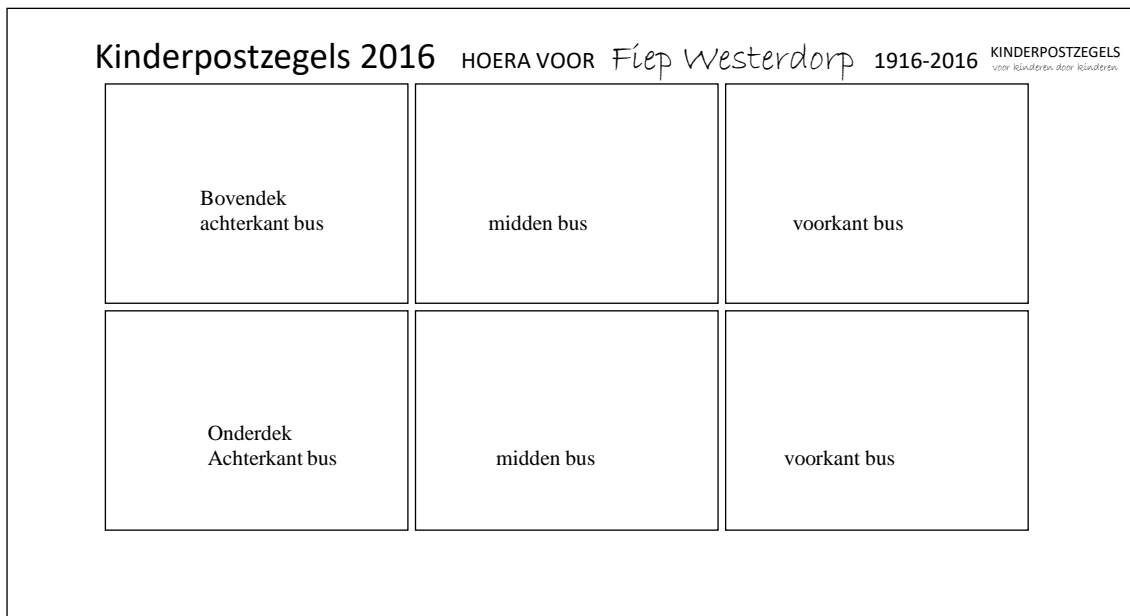 Kinderpostzegels 2016 HOERA VOOR Fiep Westerdorp 1916-2016 KINDERPOSTZEGELS
voor kinderen door kinderen
Bovendek
achterkant bus
midden bus
voorkant bus
Onderdek
Achterkant bus
midden bus
voorkant bus